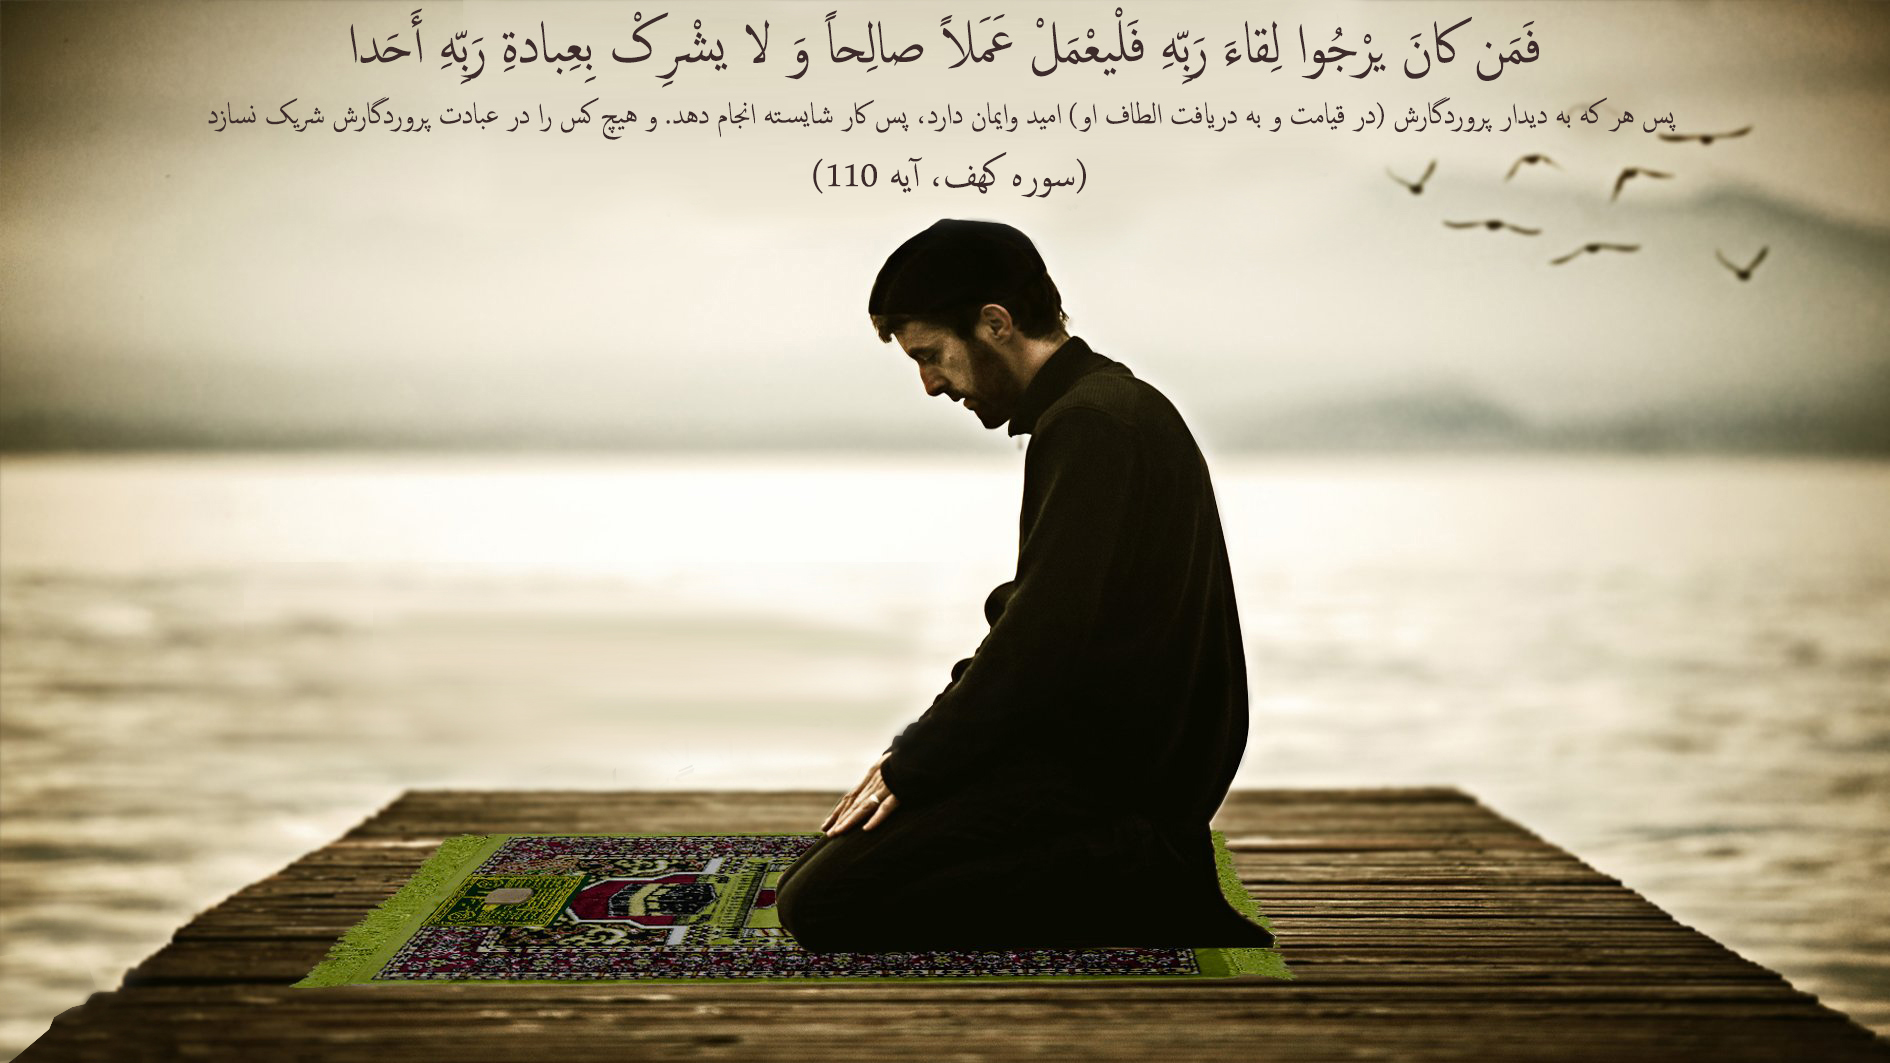 فَمَن كانَ يرْجُوا لِقاءَ رَبِّهِ فَلْيعْمَلْ عَمَلاً صالِحاً وَ لا يشْرِكْ بِعِبادةِ رَبِّهِ أَحَدا
پس هر که به دیدار پروردگارش (در قیامت و به دریافت الطاف او) امید وایمان دارد، پس کار شایسته انجام دهد. و هیچ کس را در عبادت پروردگارش شریک نسازد
(سوره کهف، آیه 110)